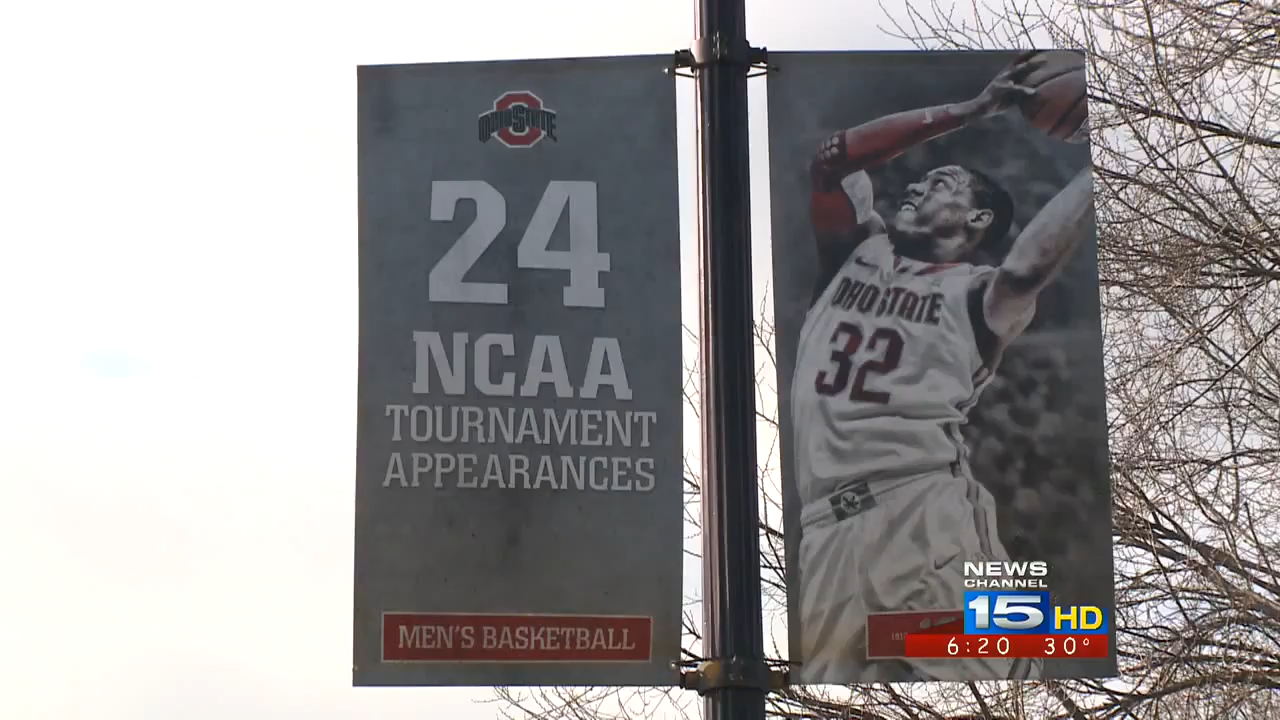 OHIO STATE
24
NCAA
TOURNAMENT
APPEARANCES
MEN'S BASKETBALL
OHIO STATE
32
NEWS
CHANNEL
15 HD
6:20 30°